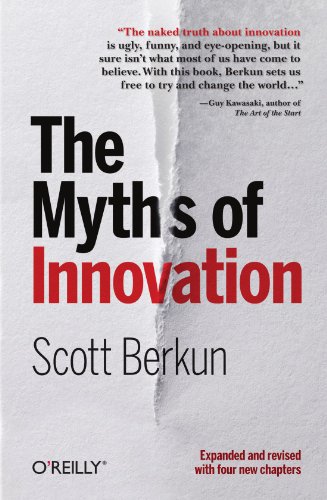 “The naked truth about innovation
is ugly, funny, and eye-opening, but it
sure isn’t what most of us have come to
believe. With this book, Berkun sets us
free to try and change the world…”
—Guy Kawasaki, author of
The Art of the Start
The
Myths of
Innovation
Scott Berkun
Expanded and revised
with four new chapters
O’REILLY®